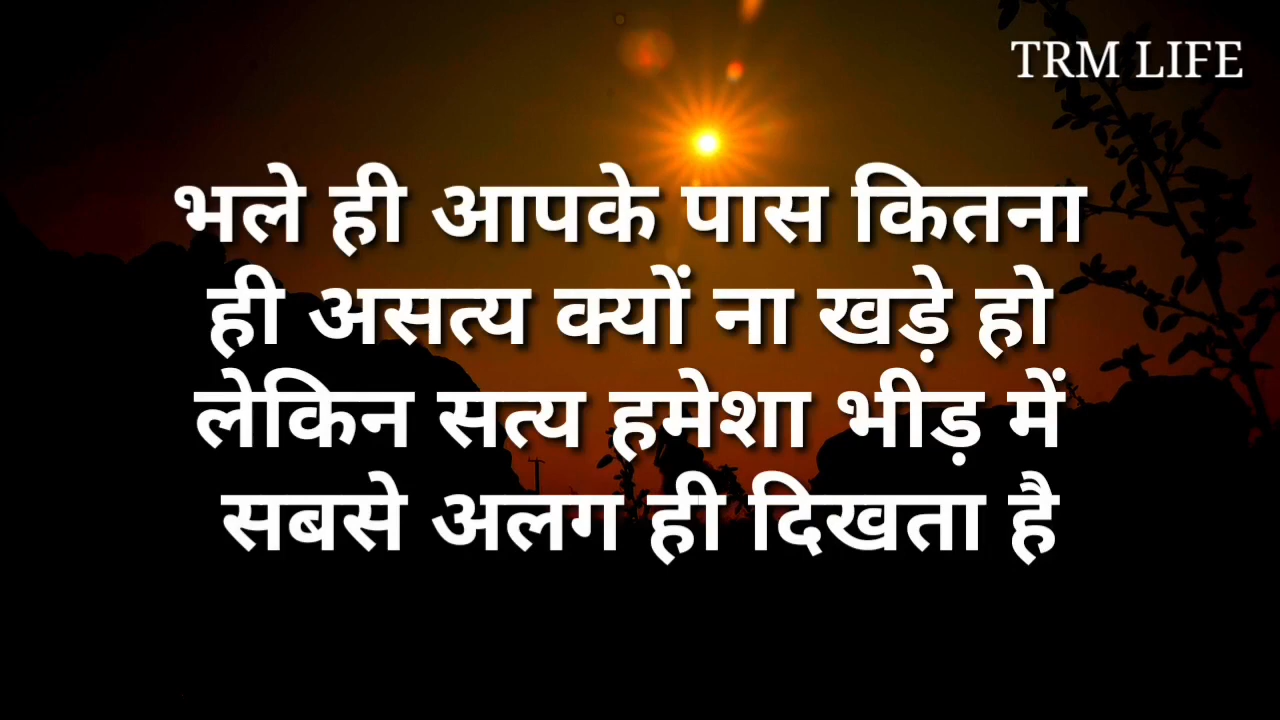 TRM LIFE
भले ही आपके पास कितना
ही असत्य क्यों ना खड़े हो
लेकिन सत्य हमेशा भीड़ में
सबसे अलग ही दिखता है